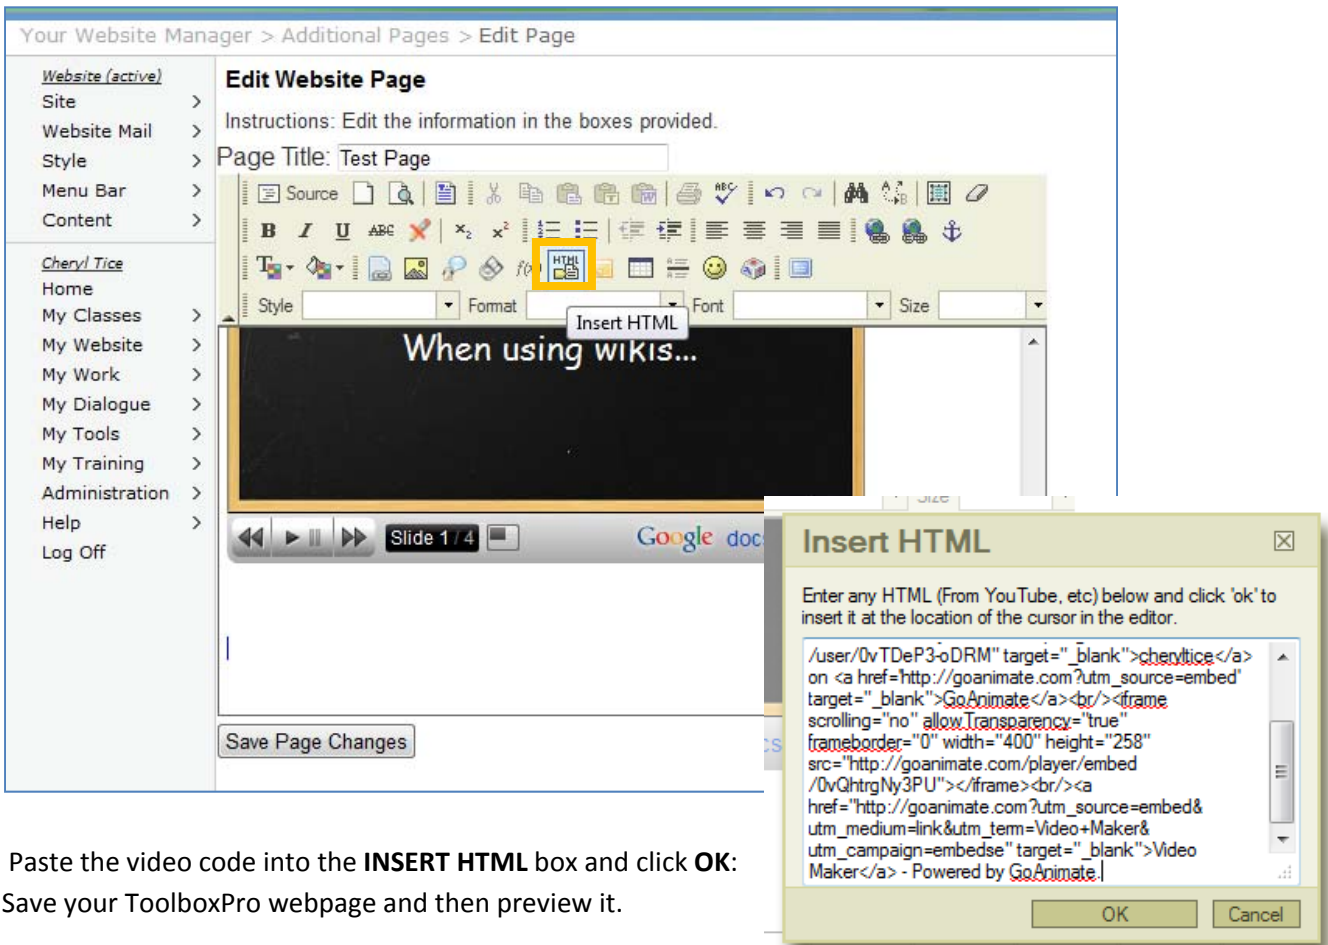 Your Website Manager > Additional Pages > Edit Page
Website (active)
Site >
Website Mail >
Style >
Menu Bar >
Content >
Cheryl Tice
Home
My Classes >
My Website >
My Work >
My Dialogue >
My Tools >
My Training >
Administration >
Help >
Log Off
Edit Website Page
Instructions: Edit the information in the boxes provided.
Page Title: Test Page
Source ABC
B I U ABC x₂ x²
HTML
Style Format Font Size
Insert HTML
When using wikis...
Slide 1 / 4 Google doc
Save Page Changes
Size
cs
Insert HTML
Enter any HTML (From YouTube, etc) below and click 'ok' to
insert it at the location of the cursor in the editor.
/user/0vTDeP3-oDRM" target="_blank">cheryltice</a>
on <a href="http://goanimate.com?utm_source=embed"
target="_blank">GoAnimate</a><br/><iframe
scrolling="no" allowTransparency="true"
frameborder="0" width="400" height="258"
src="http://goanimate.com/player/embed
/0vQhtrgNy3PU"></iframe><br/><a
href="http://goanimate.com?utm_source=embed&
utm_medium=link&utm_term=Video+Maker&
utm_campaign=embedse" target="_blank">Video
Maker</a> - Powered by GoAnimate.
OK Cancel
Paste the video code into the INSERT HTML box and click OK:
Save your ToolboxPro webpage and then preview it.